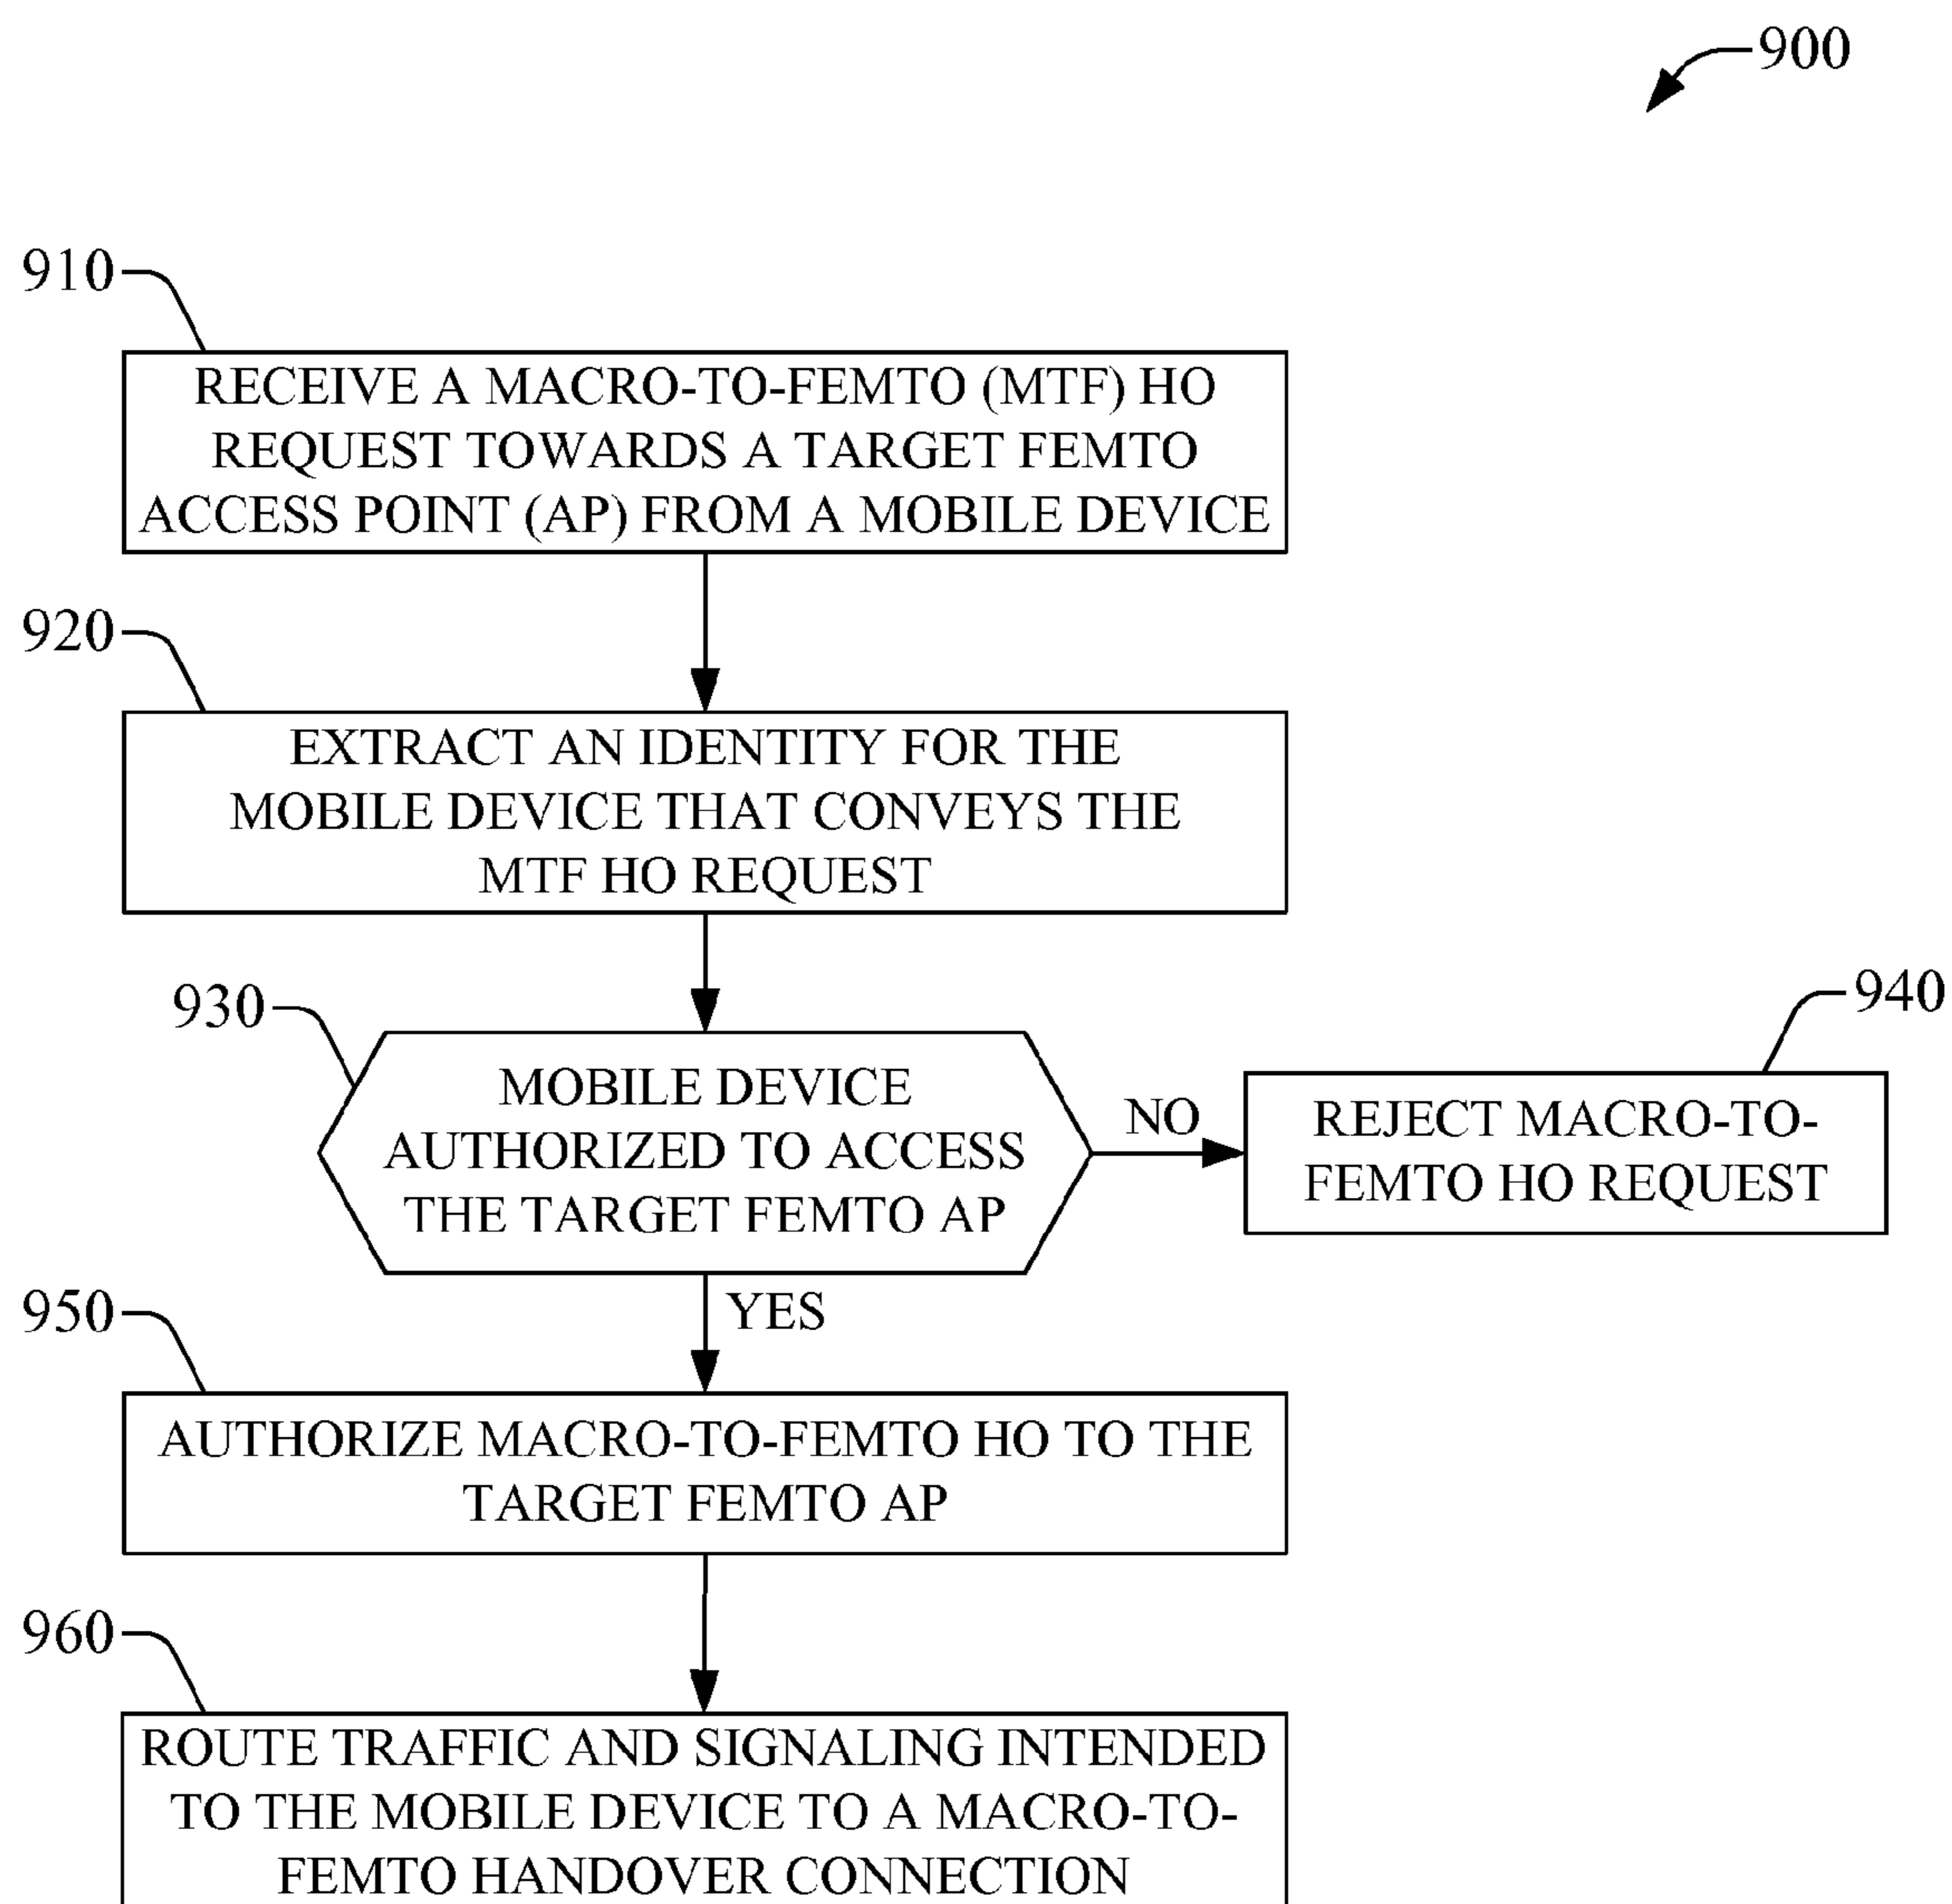 900
910
RECEIVE A MACRO-TO-FEMTO (MTF) HO
REQUEST TOWARDS A TARGET FEMTO
ACCESS POINT (AP) FROM A MOBILE DEVICE
920
EXTRACT AN IDENTITY FOR THE
MOBILE DEVICE THAT CONVEYS THE
MTF HO REQUEST
930
MOBILE DEVICE
AUTHORIZED TO ACCESS
THE TARGET FEMTO AP
NO
940
REJECT MACRO-TO-
FEMTO HO REQUEST
YES
950
AUTHORIZE MACRO-TO-FEMTO HO TO THE
TARGET FEMTO AP
960
ROUTE TRAFFIC AND SIGNALING INTENDED
TO THE MOBILE DEVICE TO A MACRO-TO-
FEMTO HANDOVER CONNECTION